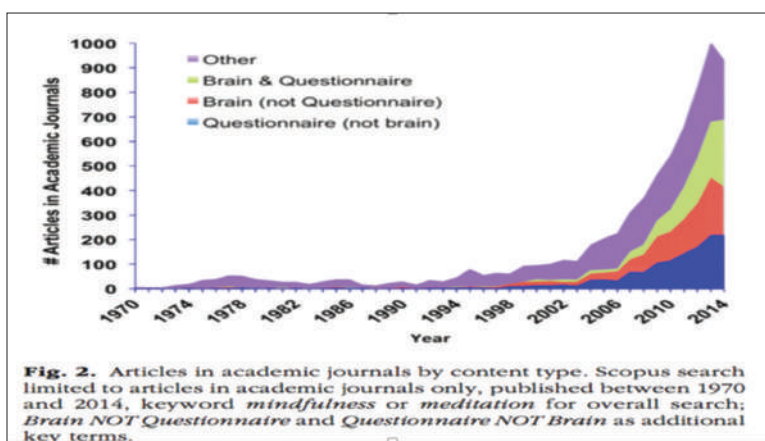 1000
900
800
700
600
500
400
300
200
100
0
# Articles in Academic Journals
Other
Brain & Questionnaire
Brain (not Questionnaire)
Questionnaire (not brain)
1970
1974
1978
1982
1986
1990
1994
1998
2002
2006
2010
2014
Year
Fig. 2. Articles in academic journals by content type. Scopus search
limited to articles in academic journals only, published between 1970
and 2014, keyword mindfulness or meditation for overall search;
Brain NOT Questionnaire and Questionnaire NOT Brain as additional
key terms.